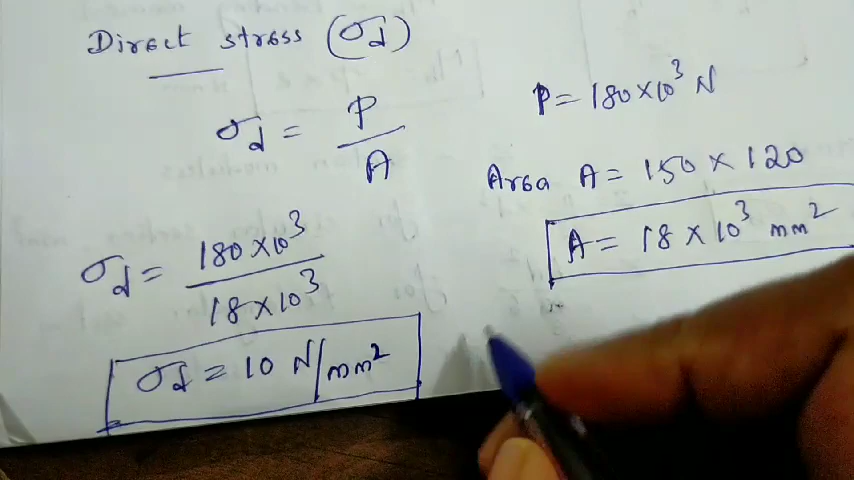 Direct stress (σd)
σd = P/A
P = 180×10³ N
Area A = 150 × 120
A = 18 × 10³ mm²
σd = 180×10³/18×10³
σd = 10 N/mm²